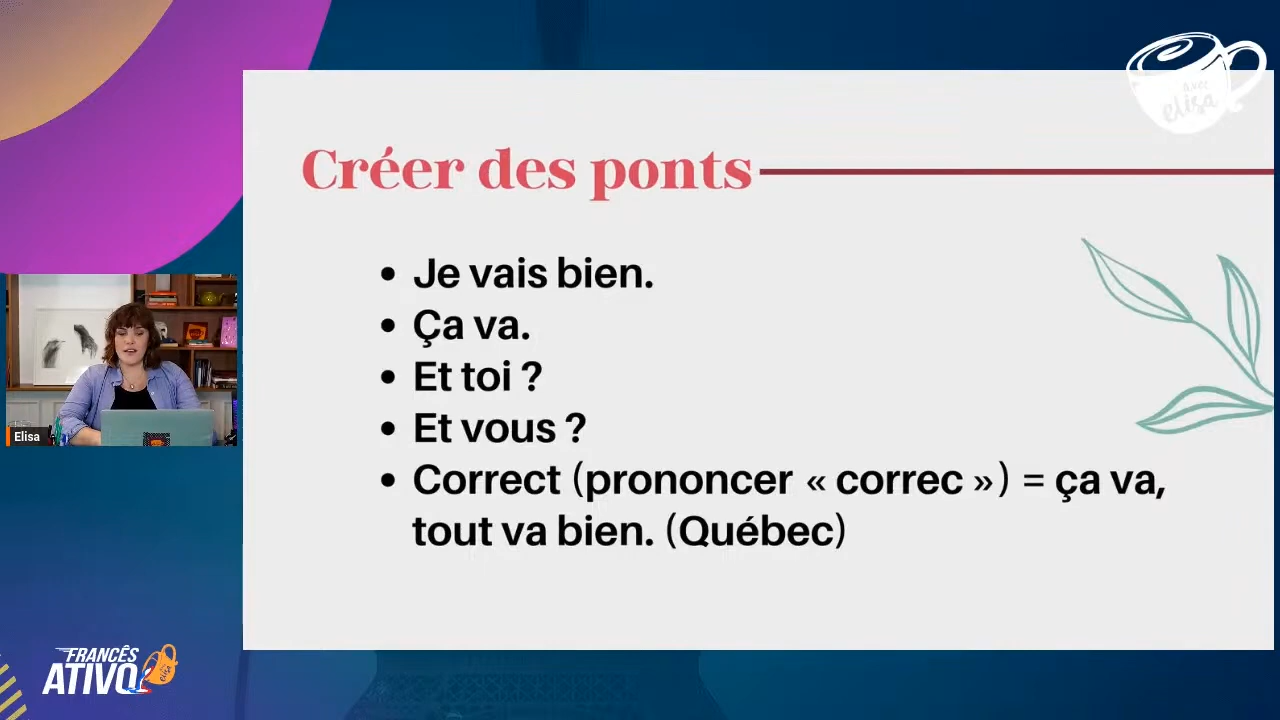 avec
elisa
Créer des ponts
• Je vais bien.
• Ça va.
• Et toi ?
• Et vous ?
• Correct (prononcer « correc ») = ça va,
tout va bien. (Québec)
Elisa
FRANCÊS
ATIVO
elisa